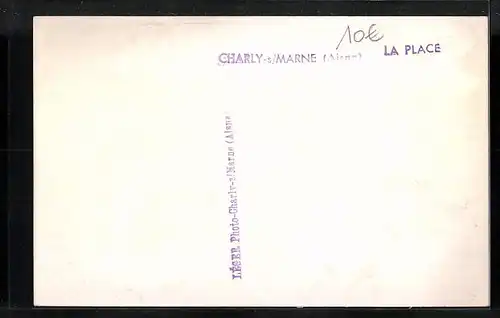 10€
CHARLY-s/MARNE (Aisne) LA PLACE
LÉGER Photo-Charly-s/Marne (Aisne